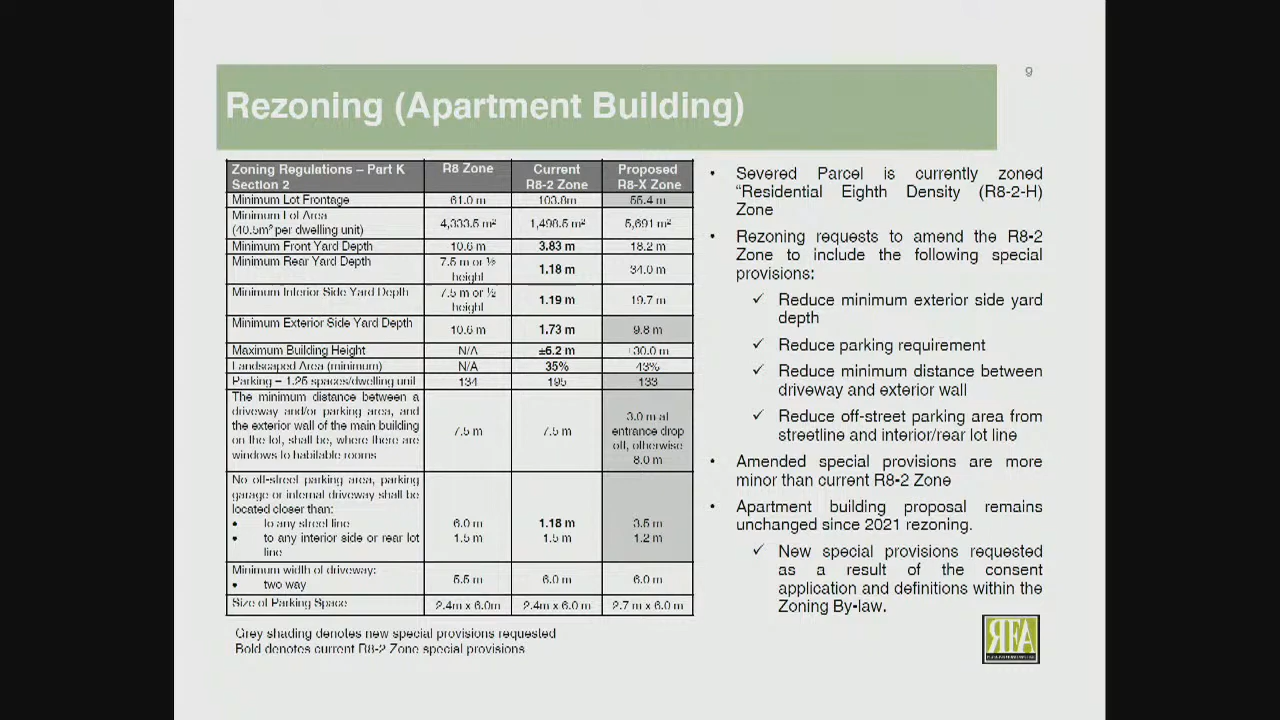 9
Rezoning (Apartment Building)
Zoning Regulations – Part K R8 Zone Current Proposed
Section 2 R8-2 Zone R8-X Zone
Minimum Lot Frontage 61.0 m 103.8m 55.4 m
Minimum Lot Area
(40.5m² per dwelling unit) 4,333.5 m² 1,498.5 m² 5,691 m²
Minimum Front Yard Depth 10.6 m 3.83 m 18.2 m
Minimum Rear Yard Depth 7.5 m or ½
height 1.18 m 34.0 m
Minimum Interior Side Yard Depth 7.5 m or ½
height 1.19 m 19.7 m
Minimum Exterior Side Yard Depth 10.6 m 1.73 m 9.8 m
Maximum Building Height N/A ±6.2 m ±30.0 m
Landscaped Area (minimum) N/A 35% 43%
Parking – 1.25 spaces/dwelling unit 134 195 133
The minimum distance between a
driveway and/or parking area, and
the exterior wall of the main building
on the lot, shall be, where there are
windows to habitable rooms
7.5 m 7.5 m 3.0 m at
entrance drop
off, otherwise
8.0 m
No off-street parking area, parking
garage or internal driveway shall be
located closer than:
• to any street line 6.0 m 1.18 m 3.5 m
• to any interior side or rear lot 1.5 m 1.5 m 1.2 m
line
Minimum width of driveway:
• two way 5.5 m 6.0 m 6.0 m
Size of Parking Space 2.4m x 6.0m 2.4m x 6.0 m 2.7 m x 6.0 m
Grey shading denotes new special provisions requested
Bold denotes current R8-2 Zone special provisions
• Severed Parcel is currently zoned
"Residential Eighth Density (R8-2-H)
Zone
• Rezoning requests to amend the R8-2
Zone to include the following special
provisions:
✓ Reduce minimum exterior side yard
depth
✓ Reduce parking requirement
✓ Reduce minimum distance between
driveway and exterior wall
✓ Reduce off-street parking area from
streetline and interior/rear lot line
• Amended special provisions are more
minor than current R8-2 Zone
• Apartment building proposal remains
unchanged since 2021 rezoning.
✓ New special provisions requested
as a result of the consent
application and definitions within the
Zoning By-law.
RFA